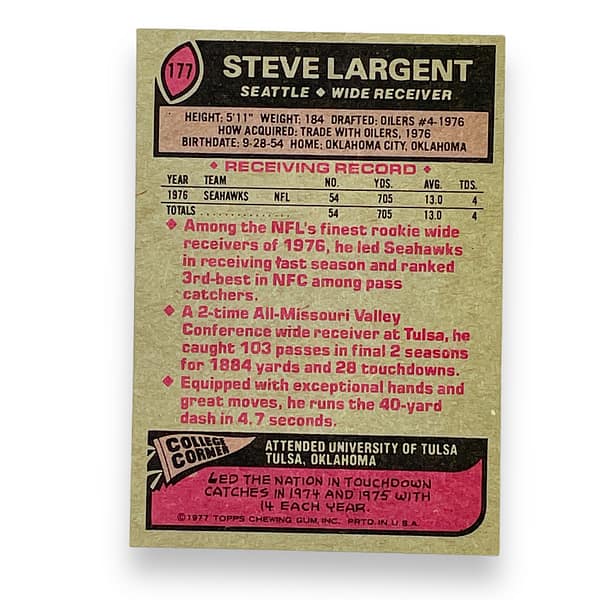 177
STEVE LARGENT
SEATTLE ◆ WIDE RECEIVER
HEIGHT: 5'11" WEIGHT: 184 DRAFTED: OILERS #4-1976
HOW ACQUIRED: TRADE WITH OILERS, 1976
BIRTHDATE: 9-28-54 HOME: OKLAHOMA CITY, OKLAHOMA
◆ RECEIVING RECORD ◆
YEAR TEAM NO. YDS. AVG. TDS.
1976 SEAHAWKS NFL 54 705 13.0 4
TOTALS .................. 54 705 13.0 4
◆ Among the NFL's finest rookie wide
receivers of 1976, he led Seahawks
in receiving last season and ranked
3rd-best in NFC among pass
catchers.
◆ A 2-time All-Missouri Valley
Conference wide receiver at Tulsa, he
caught 103 passes in final 2 seasons
for 1884 yards and 28 touchdowns.
◆ Equipped with exceptional hands and
great moves, he runs the 40-yard
dash in 4.7 seconds.
COLLEGE
CORNER
ATTENDED UNIVERSITY OF TULSA
TULSA, OKLAHOMA
LED THE NATION IN TOUCHDOWN
CATCHES IN 1974 AND 1975 WITH
14 EACH YEAR.
©1977 TOPPS CHEWING GUM, INC. PRTD. IN U.S.A.